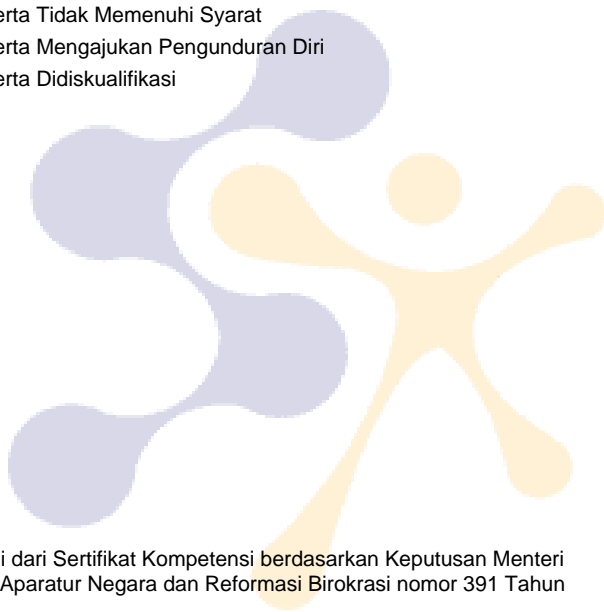 erta Tidak Memenuhi Syarat
erta Mengajukan Pengunduran Diri
erta Didiskualifikasi
i dari Sertifikat Kompetensi berdasarkan Keputusan Menteri
Aparatur Negara dan Reformasi Birokrasi nomor 391 Tahun